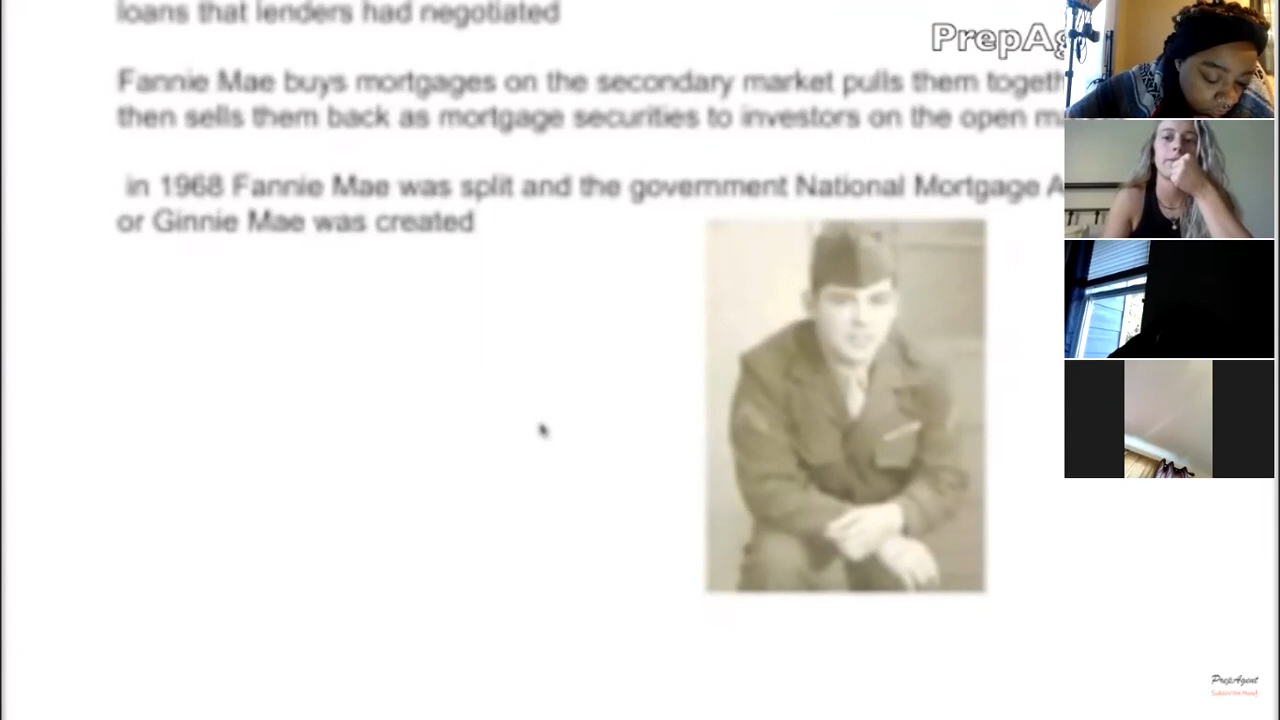 loans that lenders had negotiated
PrepAg
Fannie Mae buys mortgages on the secondary market pulls them togeth
then sells them back as mortgage securities to investors on the open ma
in 1968 Fannie Mae was split and the government National Mortgage A
or Ginnie Mae was created
PrepAgent
Subscribe Now!